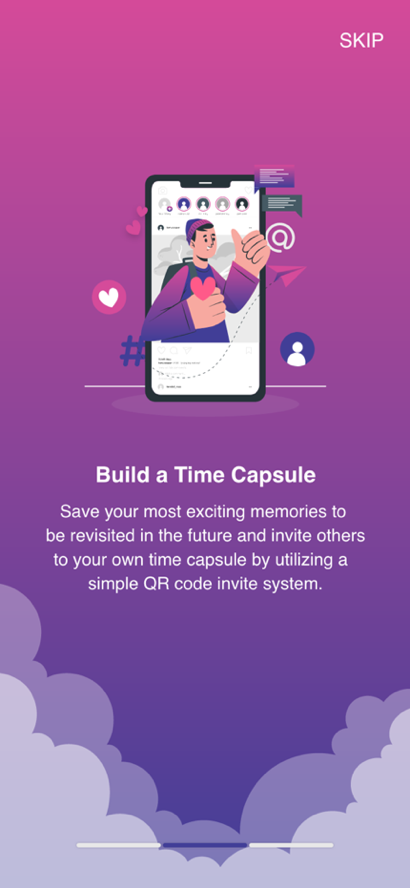 SKIP
@
#
Build a Time Capsule
Save your most exciting memories to
be revisited in the future and invite others
to your own time capsule by utilizing a
simple QR code invite system.